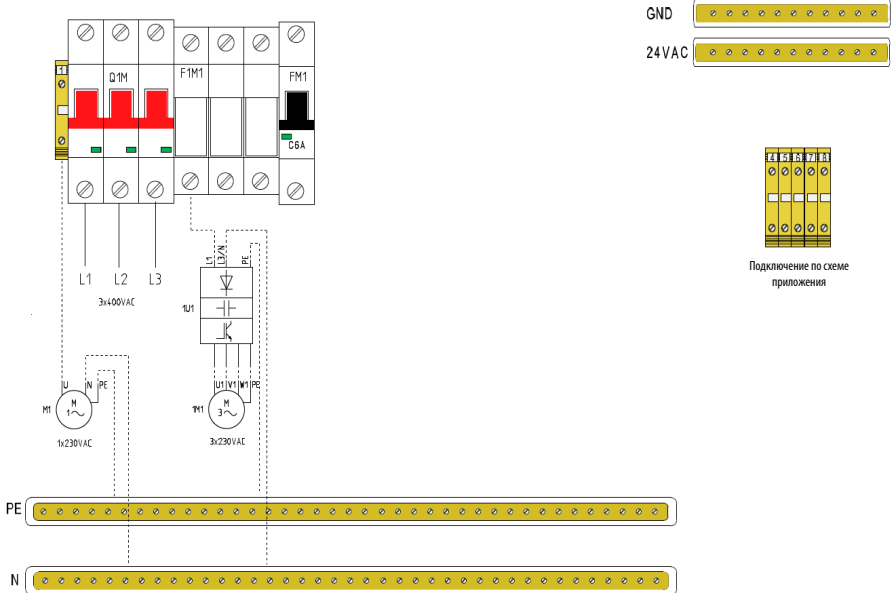 GND
24VAC
1
Q1M
F1M1
FM1
C6A
4 5 6 7 8
Подключение по схеме
приложения
L1 L2 L3
3x400VAC
L1
L3/N
PE
1U1
U N PE
M1
M
1~
1x230VAC
U1 V1 W1 PE
1M1
M
3~
3x230VAC
PE
N